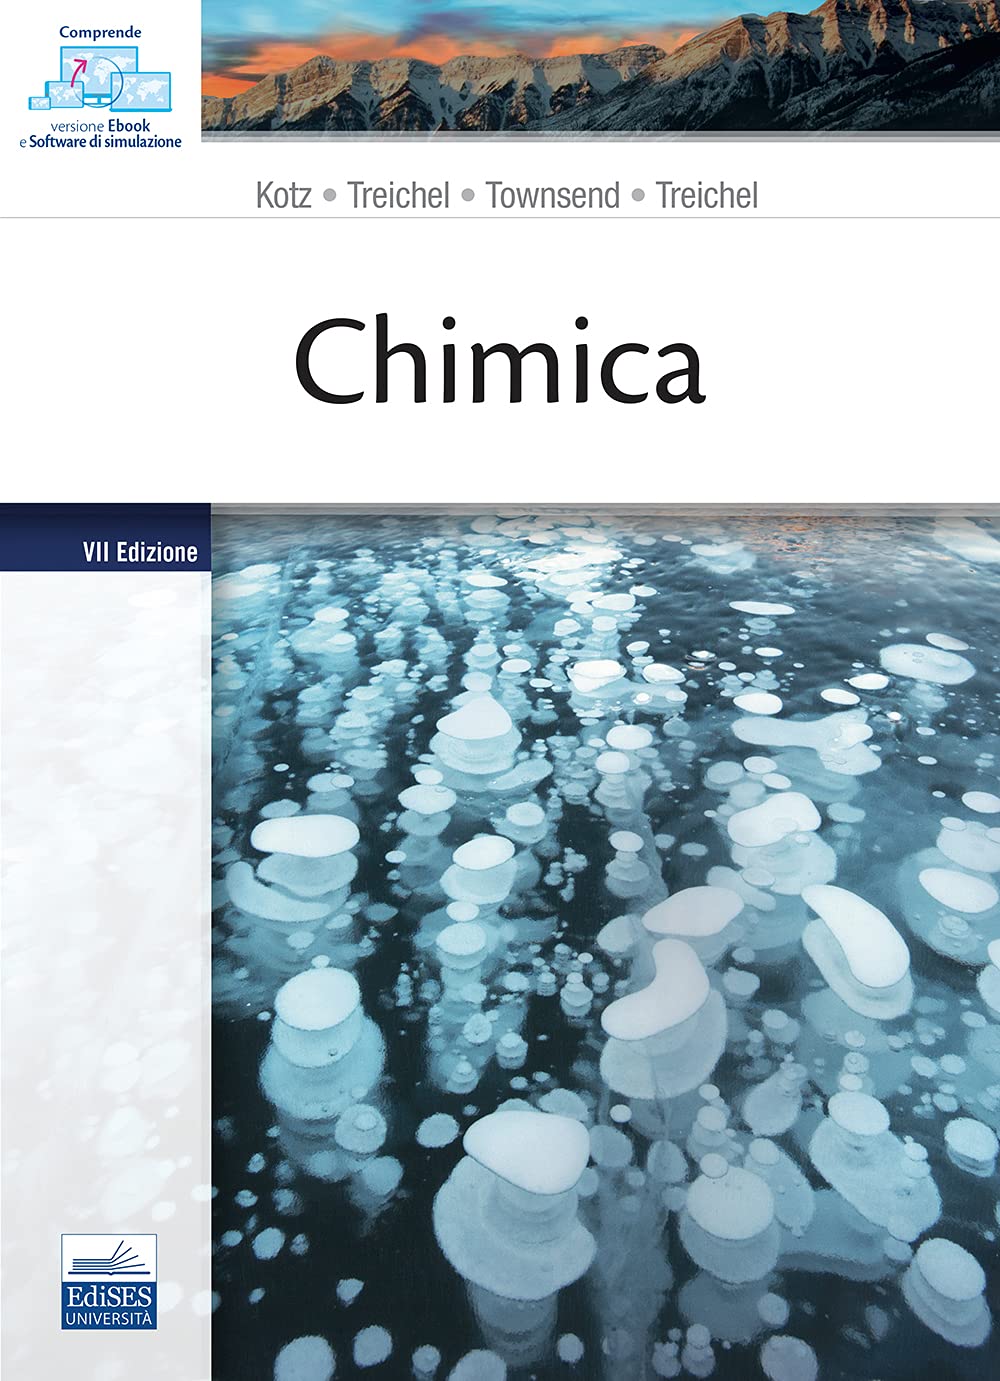 Comprende
versione Ebook
e Software di simulazione
Kotz • Treichel • Townsend • Treichel
Chimica
VII Edizione
EdiSES
UNIVERSITÀ